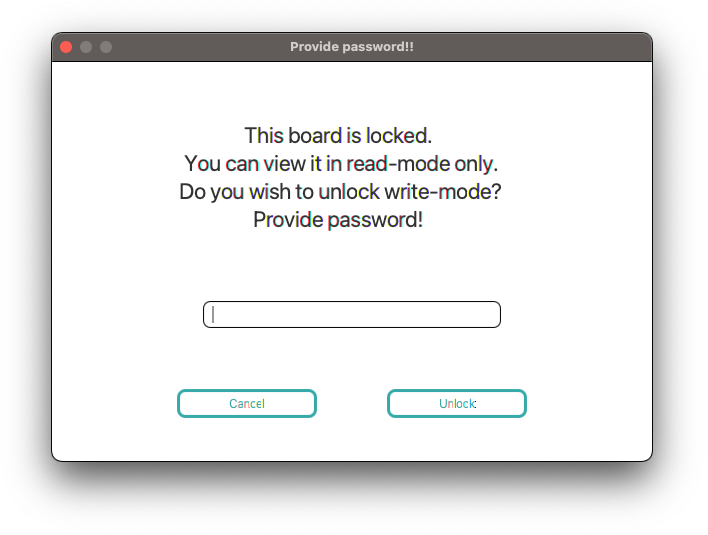 Provide password!!
This board is locked.
You can view it in read-mode only.
Do you wish to unlock write-mode?
Provide password!
Cancel
Unlock